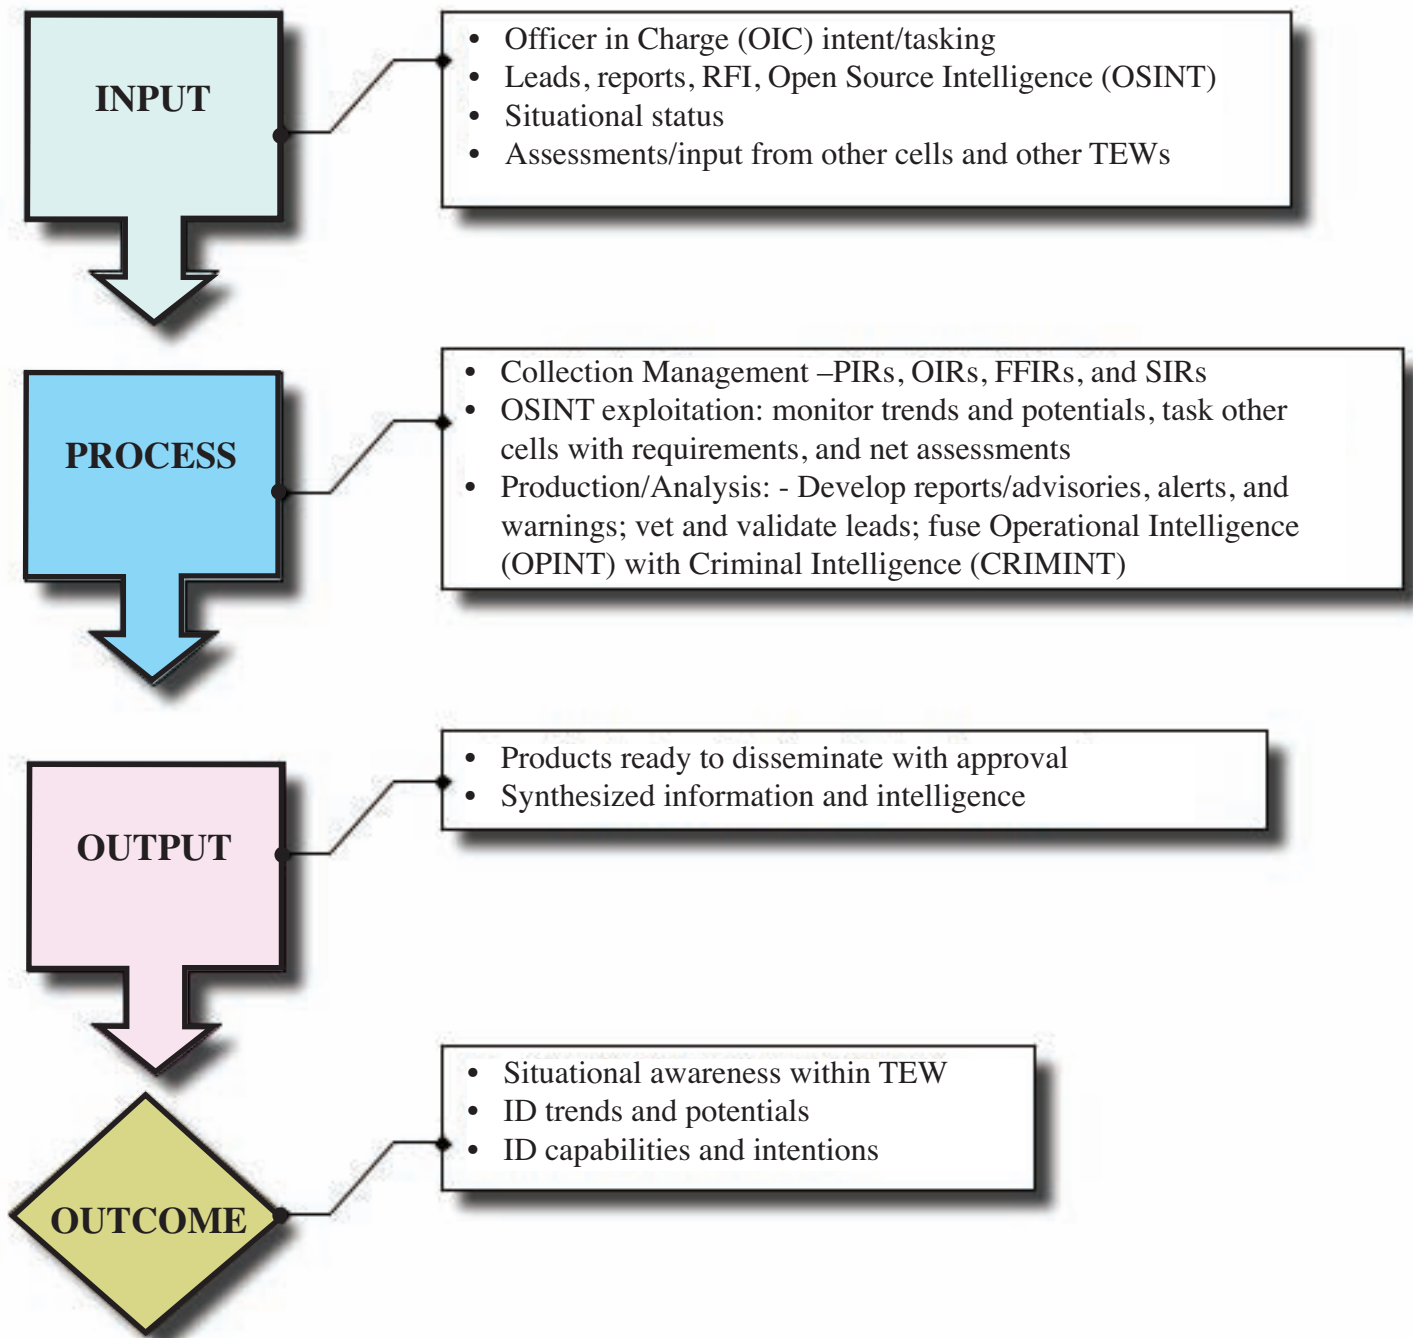 INPUT
• Officer in Charge (OIC) intent/tasking
• Leads, reports, RFI, Open Source Intelligence (OSINT)
• Situational status
• Assessments/input from other cells and other TEWs
PROCESS
• Collection Management –PIRs, OIRs, FFIRs, and SIRs
• OSINT exploitation: monitor trends and potentials, task other
cells with requirements, and net assessments
• Production/Analysis: - Develop reports/advisories, alerts, and
warnings; vet and validate leads; fuse Operational Intelligence
(OPINT) with Criminal Intelligence (CRIMINT)
OUTPUT
• Products ready to disseminate with approval
• Synthesized information and intelligence
OUTCOME
• Situational awareness within TEW
• ID trends and potentials
• ID capabilities and intentions